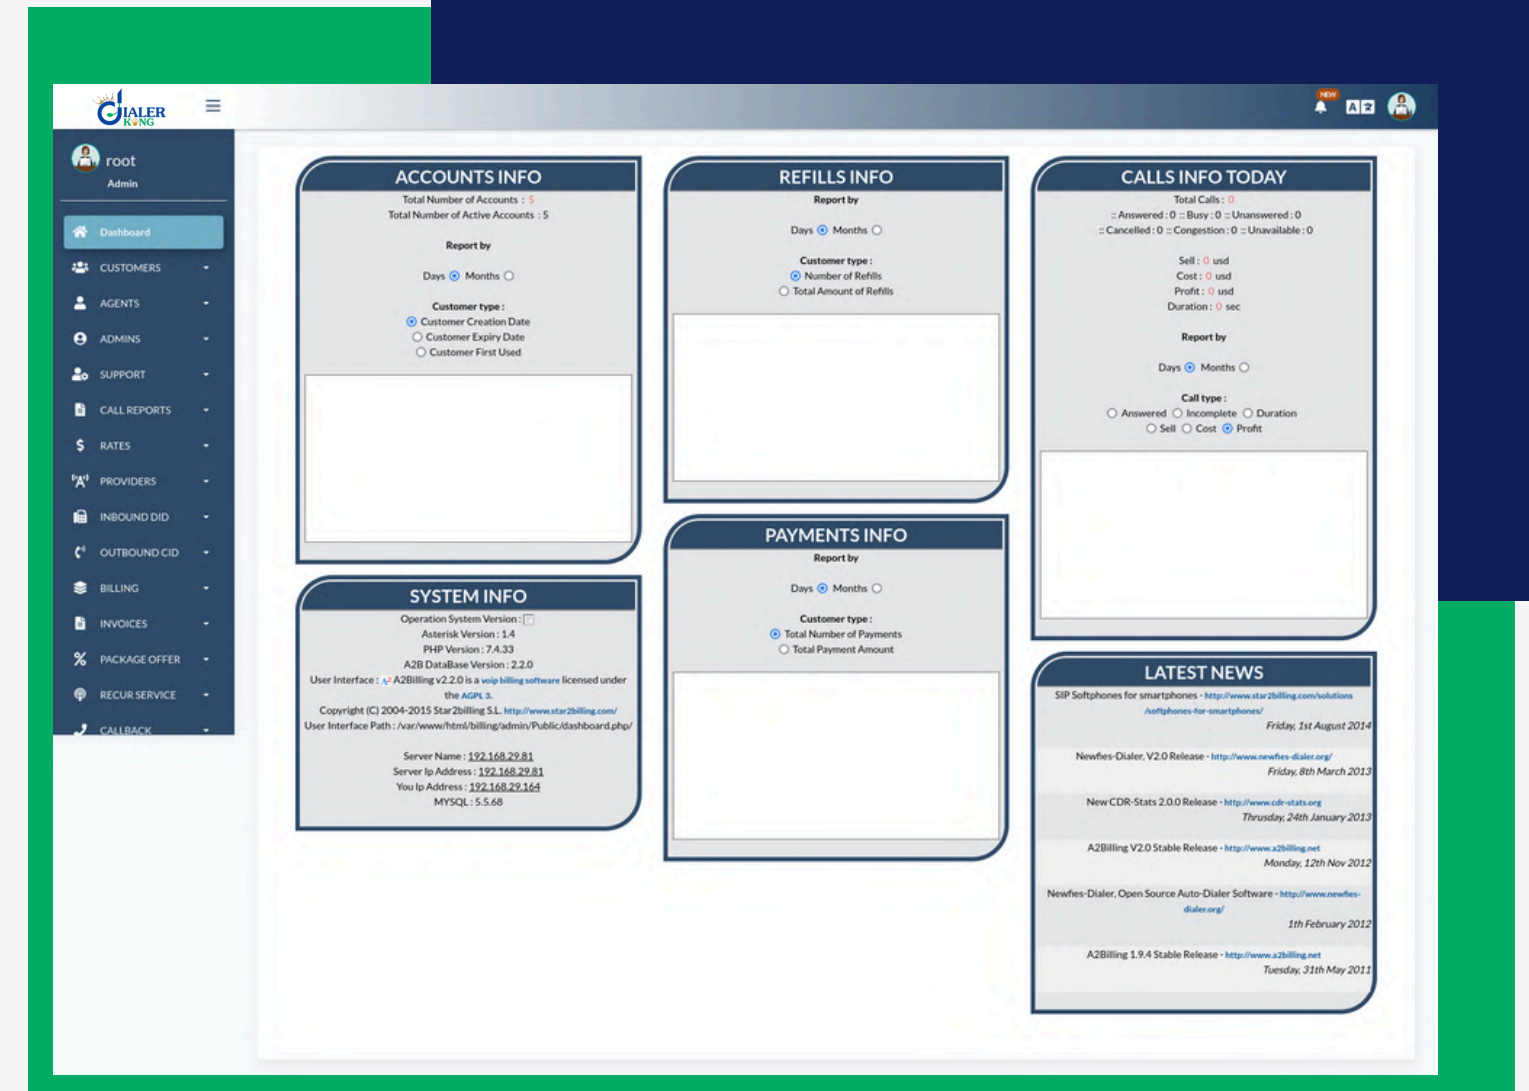 DIALER
KING
NEW
root
Admin
Dashboard
CUSTOMERS
AGENTS
ADMINS
SUPPORT
CALL REPORTS
RATES
PROVIDERS
INBOUND DID
OUTBOUND CID
BILLING
INVOICES
PACKAGE OFFER
RECUR SERVICE
CALLBACK
ACCOUNTS INFO
Total Number of Accounts : 5
Total Number of Active Accounts : 5
Report by
Days Months
Customer type :
Customer Creation Date
Customer Expiry Date
Customer First Used
SYSTEM INFO
Operation System Version :
Asterisk Version : 1.4
PHP Version : 7.4.33
A2B DataBase Version : 2.2.0
User Interface : A2Billing v2.2.0 is a voip billing software licensed under
the AGPL 3.
Copyright (C) 2004-2015 Star2billing S.L. http://www.star2billing.com/
User Interface Path : /var/www/html/billing/admin/Public/dashboard.php/
Server Name : 192.168.29.81
Server Ip Address : 192.168.29.81
You Ip Address : 192.168.29.164
MYSQL : 5.5.68
REFILLS INFO
Report by
Days Months
Customer type :
Number of Refills
Total Amount of Refills
PAYMENTS INFO
Report by
Days Months
Customer type :
Total Number of Payments
Total Payment Amount
CALLS INFO TODAY
Total Calls : 0
:: Answered : 0 :: Busy : 0 :: Unanswered : 0
:: Cancelled : 0 :: Congestion : 0 :: Unavailable : 0
Sell : 0 usd
Cost : 0 usd
Profit : 0 usd
Duration : 0 sec
Report by
Days Months
Call type :
Answered Incomplete Duration
Sell Cost Profit
LATEST NEWS
SIP Softphones for smartphones - http://www.star2billing.com/solutions
/softphones-for-smartphones/
Friday, 1st August 2014
Newfies-Dialer, V2.0 Release - http://www.newfies-dialer.org/
Friday, 8th March 2013
New CDR-Stats 2.0.0 Release - http://www.cdr-stats.org
Thrusday, 24th January 2013
A2Billing V2.0 Stable Release - http://www.a2billing.net
Monday, 12th Nov 2012
Newfies-Dialer, Open Source Auto-Dialer Software - http://www.newfies-
dialer.org/
1th February 2012
A2Billing 1.9.4 Stable Release - http://www.a2billing.net
Tuesday, 31th May 2011